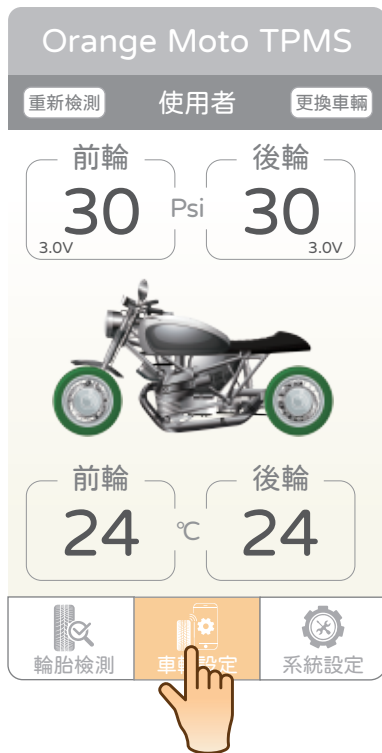 Orange Moto TPMS
重新檢測 使用者 更換車輛
前輪 後輪
30 Psi 30
3.0V 3.0V
前輪 後輪
24 ℃ 24
輪胎檢測 車輛設定 系統設定